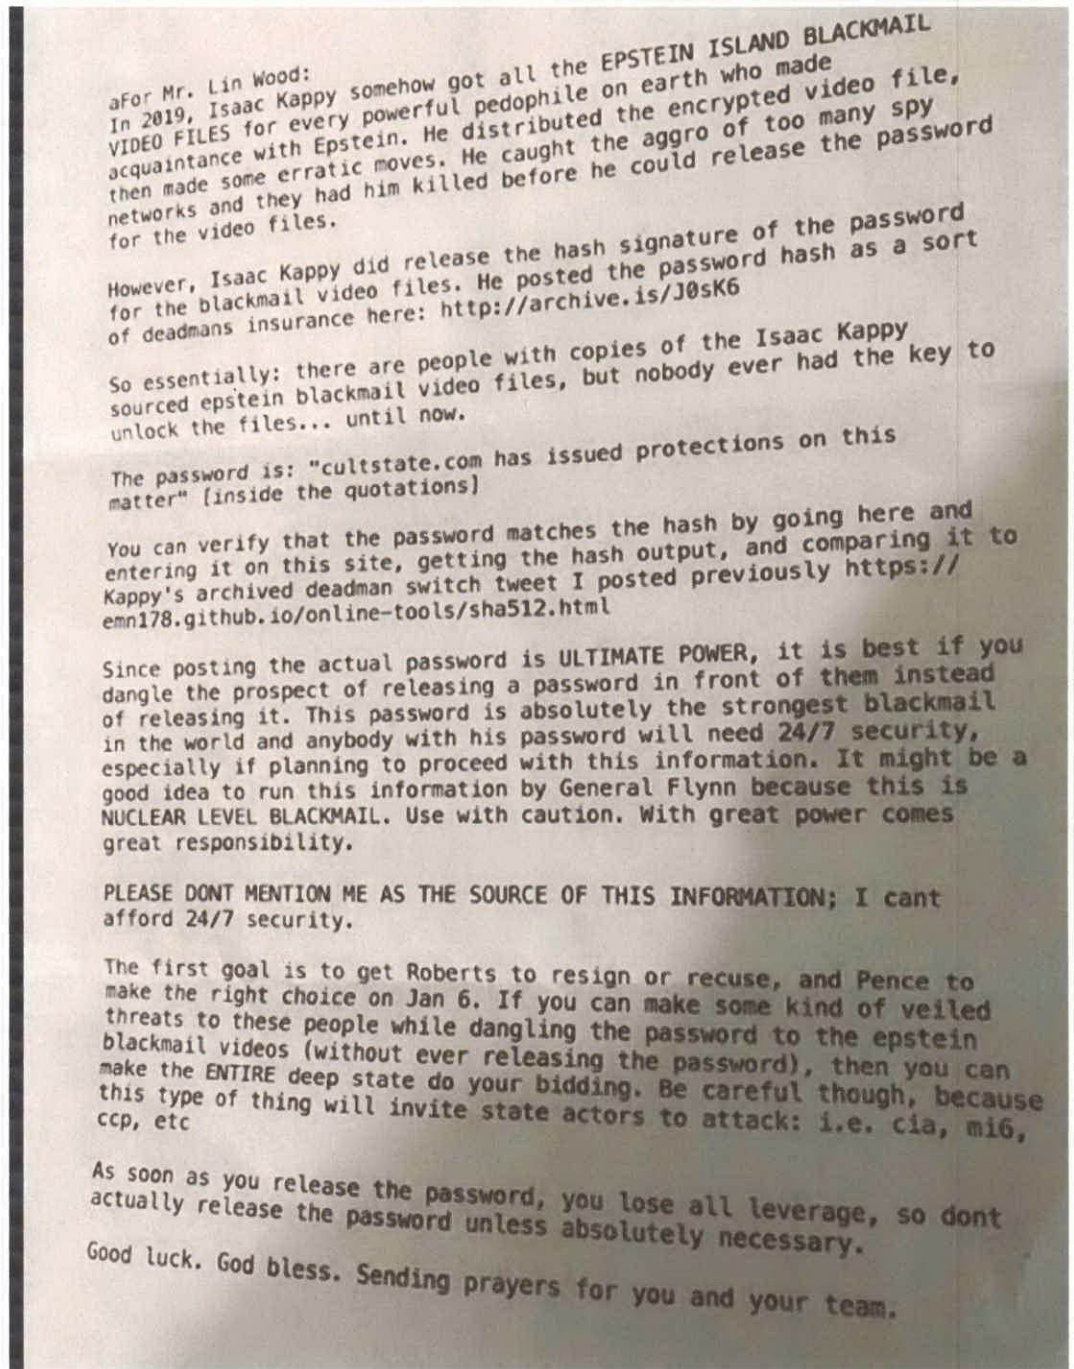 aFor Mr. Lin Wood:
In 2019, Isaac Kappy somehow got all the EPSTEIN ISLAND BLACKMAIL
VIDEO FILES for every powerful pedophile on earth who made
acquaintance with Epstein. He distributed the encrypted video file,
then made some erratic moves. He caught the aggro of too many spy
networks and they had him killed before he could release the password
for the video files.
However, Isaac Kappy did release the hash signature of the password
for the blackmail video files. He posted the password hash as a sort
of deadmans insurance here: http://archive.is/J0sK6
So essentially: there are people with copies of the Isaac Kappy
sourced epstein blackmail video files, but nobody ever had the key to
unlock the files... until now.
The password is: "cultstate.com has issued protections on this
matter" [inside the quotations]
You can verify that the password matches the hash by going here and
entering it on this site, getting the hash output, and comparing it to
Kappy's archived deadman switch tweet I posted previously https://
emn178.github.io/online-tools/sha512.html
Since posting the actual password is ULTIMATE POWER, it is best if you
dangle the prospect of releasing a password in front of them instead
of releasing it. This password is absolutely the strongest blackmail
in the world and anybody with his password will need 24/7 security,
especially if planning to proceed with this information. It might be a
good idea to run this information by General Flynn because this is
NUCLEAR LEVEL BLACKMAIL. Use with caution. With great power comes
great responsibility.
PLEASE DONT MENTION ME AS THE SOURCE OF THIS INFORMATION; I cant
afford 24/7 security.
The first goal is to get Roberts to resign or recuse, and Pence to
make the right choice on Jan 6. If you can make some kind of veiled
threats to these people while dangling the password to the epstein
blackmail videos (without ever releasing the password), then you can
make the ENTIRE deep state do your bidding. Be careful though, because
this type of thing will invite state actors to attack: i.e. cia, mi6,
ccp, etc
As soon as you release the password, you lose all leverage, so dont
actually release the password unless absolutely necessary.
Good luck. God bless. Sending prayers for you and your team.